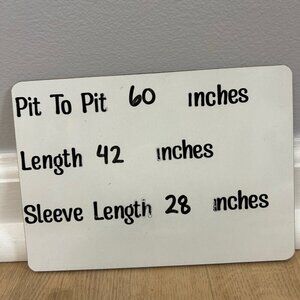 Pit To Pit 60 inches
Length 42 inches
Sleeve Length 28 inches